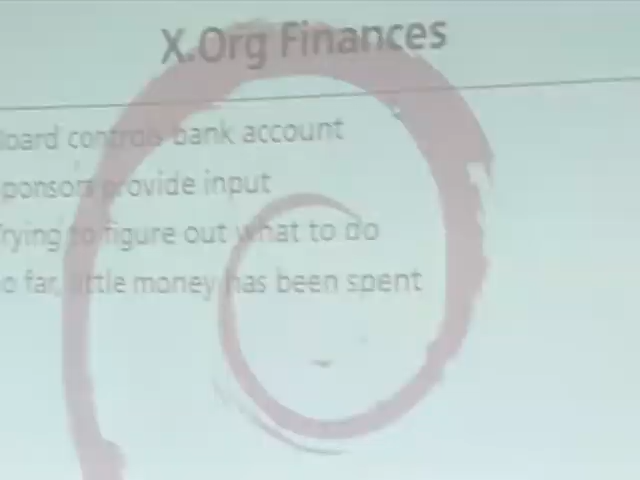 X.Org Finances
oard controls bank account
ponsors provide input
rying to figure out what to do
o far, little money has been spent